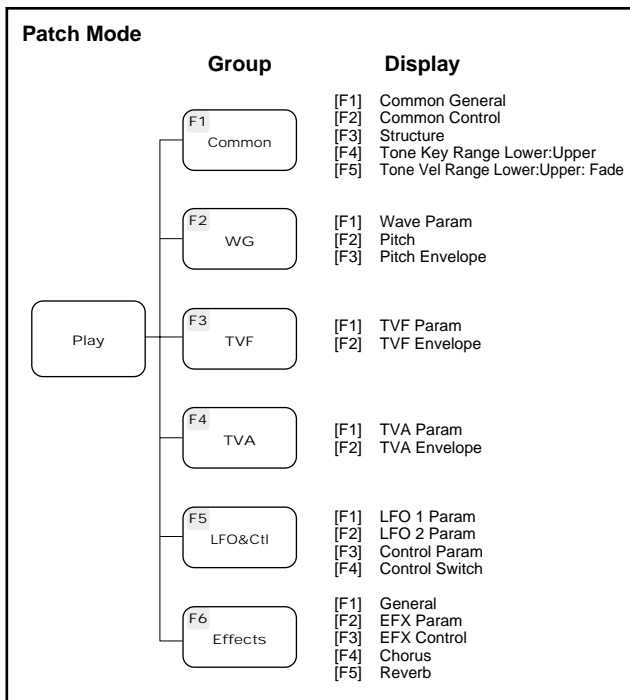 Patch Mode
Group Display
F1
Common
[F1] Common General
[F2] Common Control
[F3] Structure
[F4] Tone Key Range Lower:Upper
[F5] Tone Vel Range Lower:Upper: Fade
F2
WG
[F1] Wave Param
[F2] Pitch
[F3] Pitch Envelope
Play
F3
TVF
[F1] TVF Param
[F2] TVF Envelope
F4
TVA
[F1] TVA Param
[F2] TVA Envelope
F5
LFO&Ctl
[F1] LFO 1 Param
[F2] LFO 2 Param
[F3] Control Param
[F4] Control Switch
F6
Effects
[F1] General
[F2] EFX Param
[F3] EFX Control
[F4] Chorus
[F5] Reverb